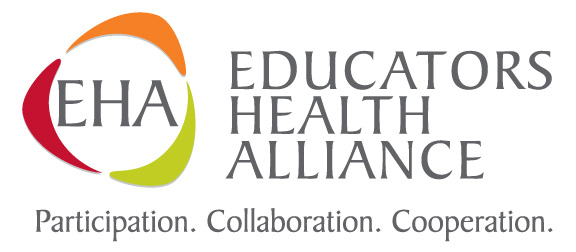 EHA
EDUCATORS
HEALTH
ALLIANCE
Participation. Collaboration. Cooperation.